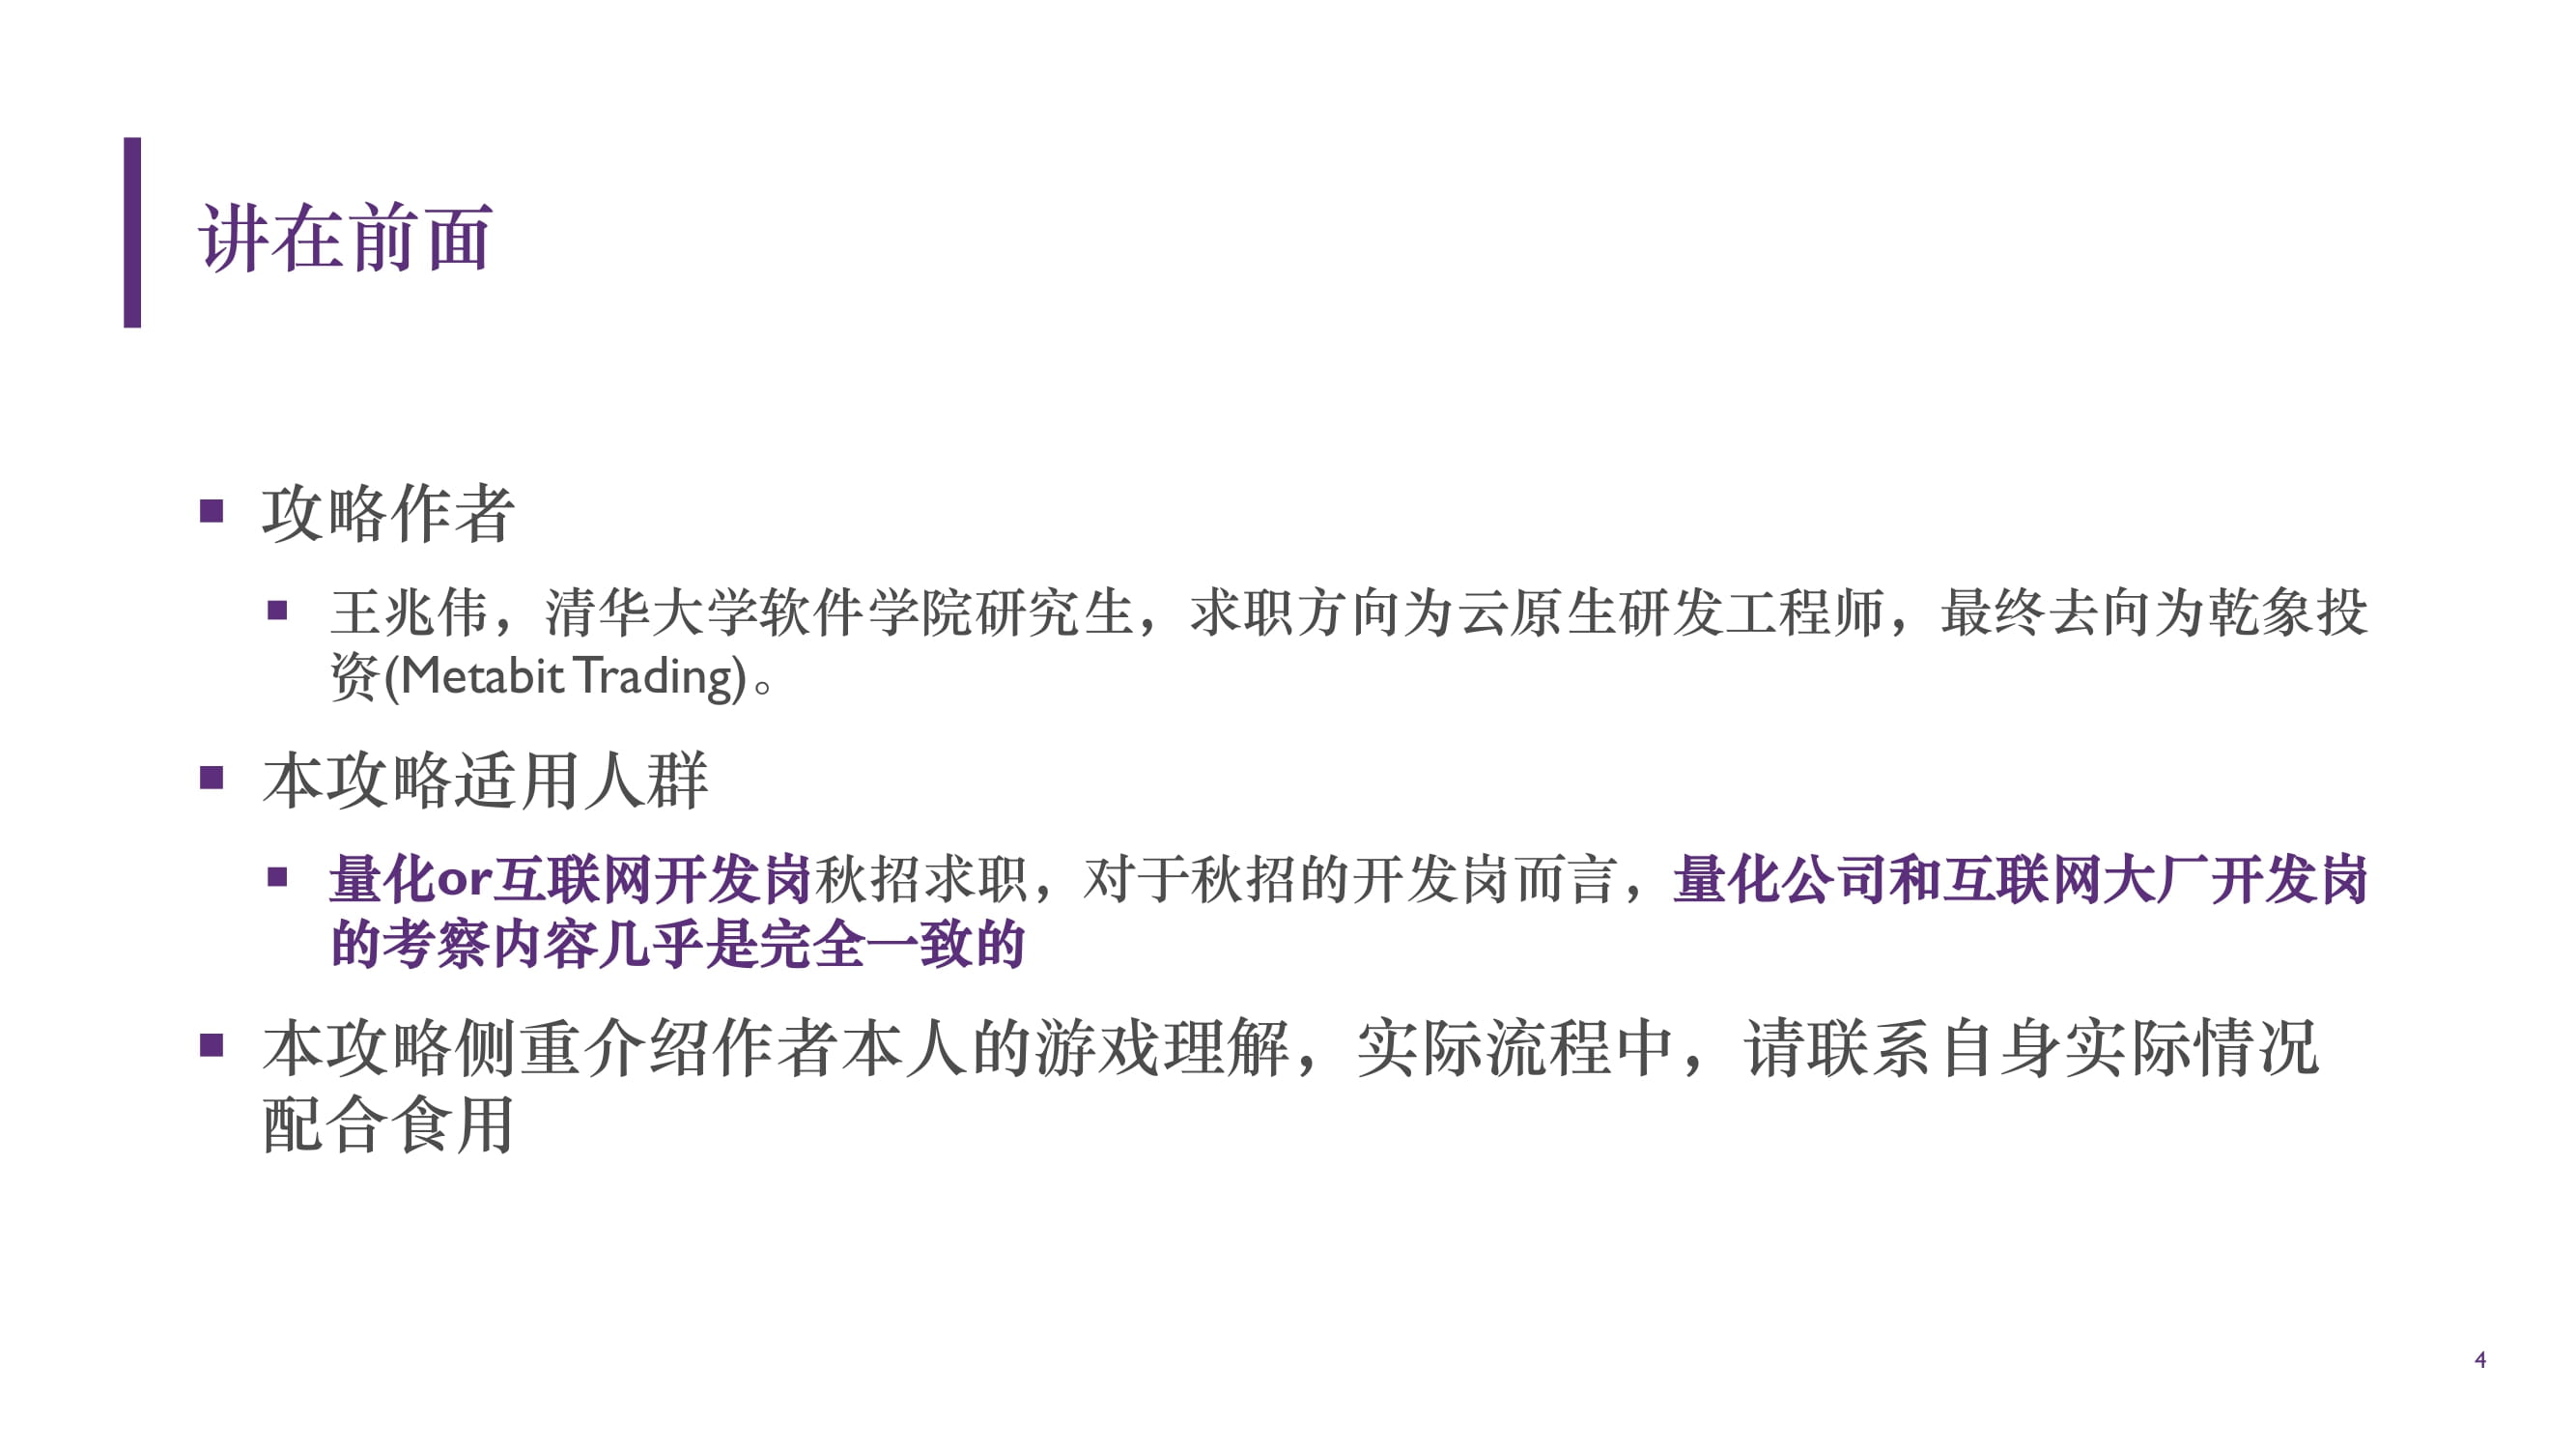 讲在前面
攻略作者
王兆伟，清华大学软件学院研究生，求职方向为云原生研发工程师，最终去向为乾象投
资(Metabit Trading)。
本攻略适用人群
量化or互联网开发岗秋招求职，对于秋招的开发岗而言，量化公司和互联网大厂开发岗
的考察内容几乎是完全一致的
本攻略侧重介绍作者本人的游戏理解，实际流程中，请联系自身实际情况
配合食用
4